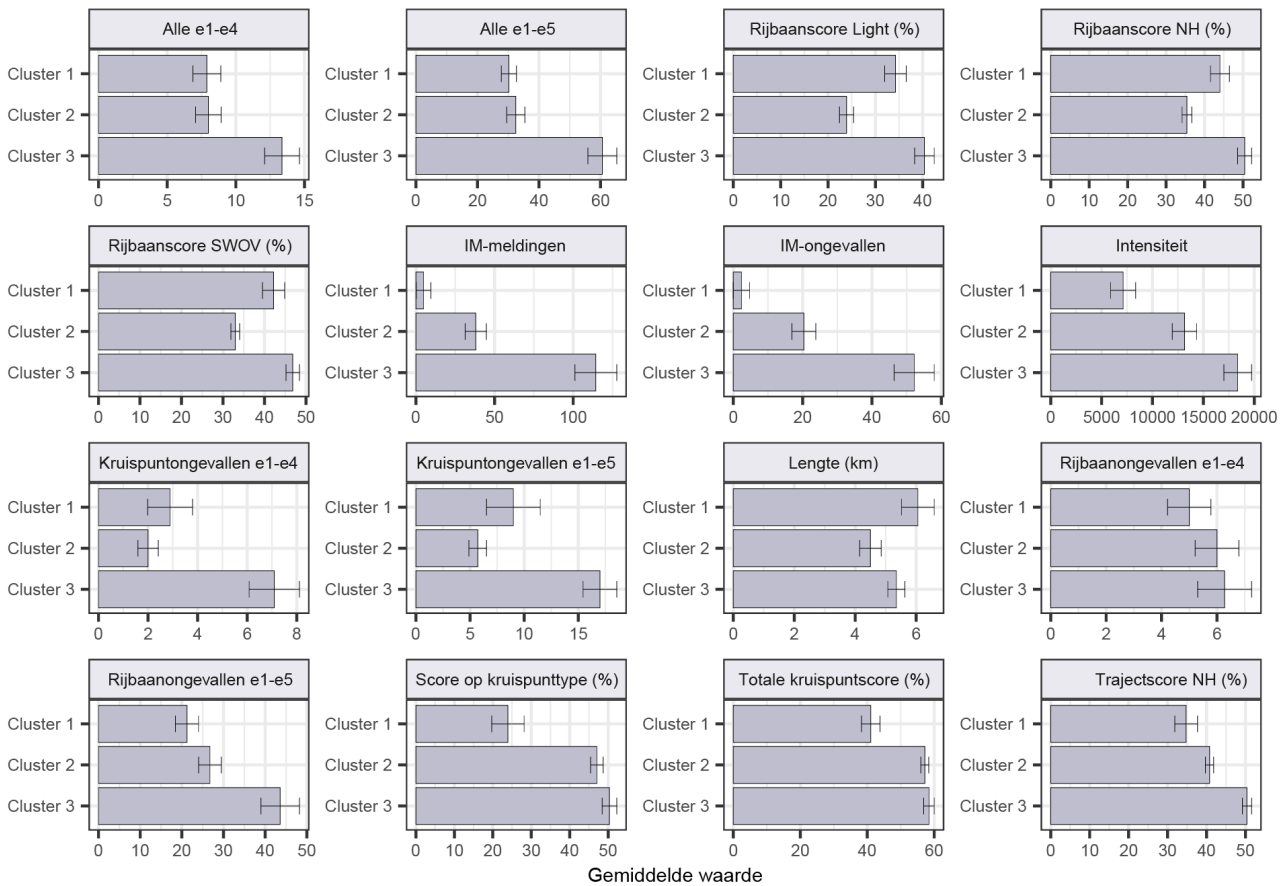 Alle e1-e4
Alle e1-e5
Rijbaanscore Light (%)
Rijbaanscore NH (%)
Cluster 1
Cluster 2
Cluster 3
0 5 10 15
Cluster 1
Cluster 2
Cluster 3
0 20 40 60
Cluster 1
Cluster 2
Cluster 3
0 10 20 30 40
Cluster 1
Cluster 2
Cluster 3
0 10 20 30 40 50
Rijbaanscore SWOV (%)
IM-meldingen
IM-ongevallen
Intensiteit
Cluster 1
Cluster 2
Cluster 3
0 10 20 30 40 50
Cluster 1
Cluster 2
Cluster 3
0 50 100
Cluster 1
Cluster 2
Cluster 3
0 20 40 60
Cluster 1
Cluster 2
Cluster 3
0 5000 10000 15000 20000
Kruispuntongevallen e1-e4
Kruispuntongevallen e1-e5
Lengte (km)
Rijbaanongevallen e1-e4
Cluster 1
Cluster 2
Cluster 3
0 2 4 6 8
Cluster 1
Cluster 2
Cluster 3
0 5 10 15
Cluster 1
Cluster 2
Cluster 3
0 2 4 6
Cluster 1
Cluster 2
Cluster 3
0 2 4 6
Rijbaanongevallen e1-e5
Score op kruispunttype (%)
Totale kruispuntscore (%)
Trajectscore NH (%)
Cluster 1
Cluster 2
Cluster 3
0 10 20 30 40 50
Cluster 1
Cluster 2
Cluster 3
0 10 20 30 40 50
Cluster 1
Cluster 2
Cluster 3
0 20 40 60
Cluster 1
Cluster 2
Cluster 3
0 10 20 30 40 50
Gemiddelde waarde